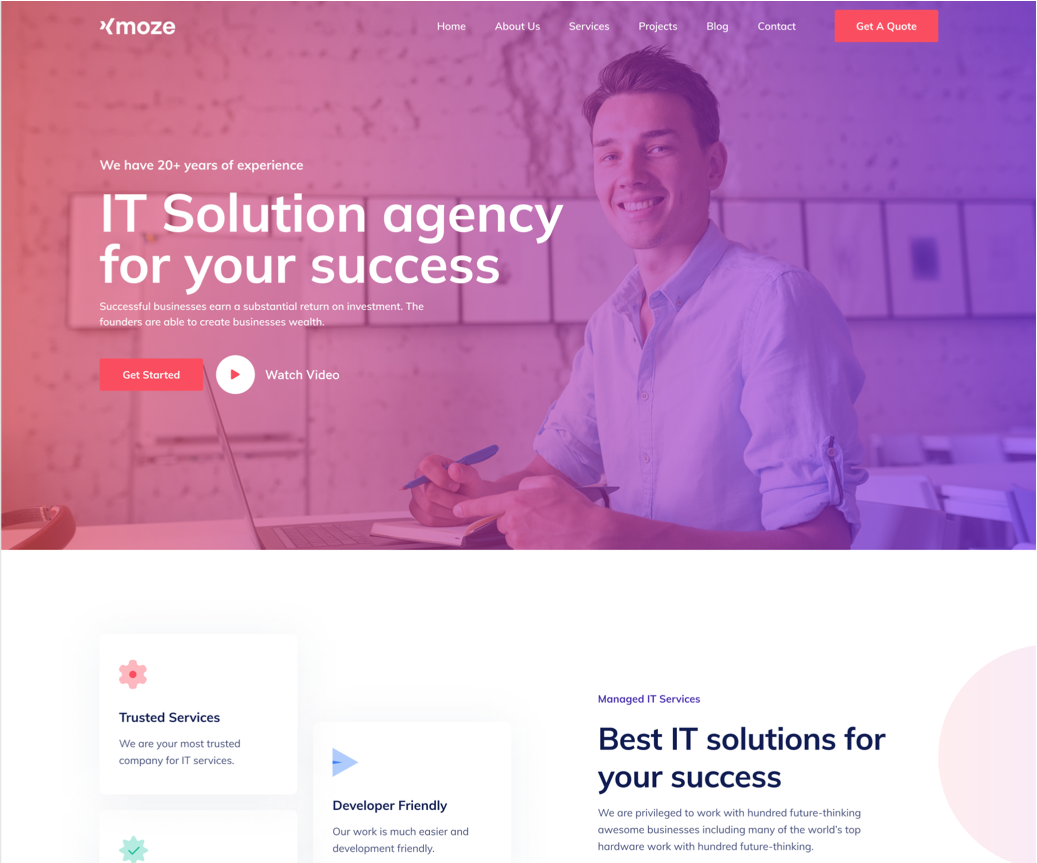 Xmoze
Home
About Us
Services
Projects
Blog
Contact
Get A Quote
We have 20+ years of experience
IT Solution agency
for your success
Successful businesses earn a substantial return on investment. The
founders are able to create businesses wealth.
Get Started
Watch Video
Trusted Services
We are your most trusted
company for IT services.
Developer Friendly
Our work is much easier and
development friendly.
Managed IT Services
Best IT solutions for
your success
We are privileged to work with hundred future-thinking
awesome businesses including many of the world's top
hardware work with hundred future-thinking.